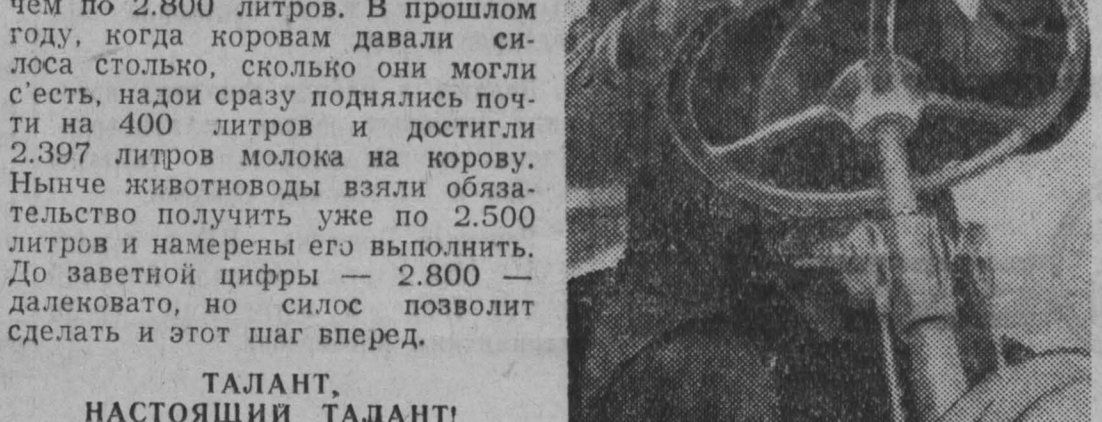 чем по 2.800 литров. В прошлом
году, когда коровам давали си-
лоса столько, сколько они могли
с'есть, надои сразу поднялись поч-
ти на 400 литров и достигли
2.397 литров молока на корову.
Нынче животноводы взяли обяза-
тельство получить уже по 2.500
литров и намерены его выполнить.
До заветной цифры — 2.800 —
далековато, но силос позволит
сделать и этот шаг вперед.
ТАЛАНТ,
НАСТОЯЩИЙ ТАЛАНТ!